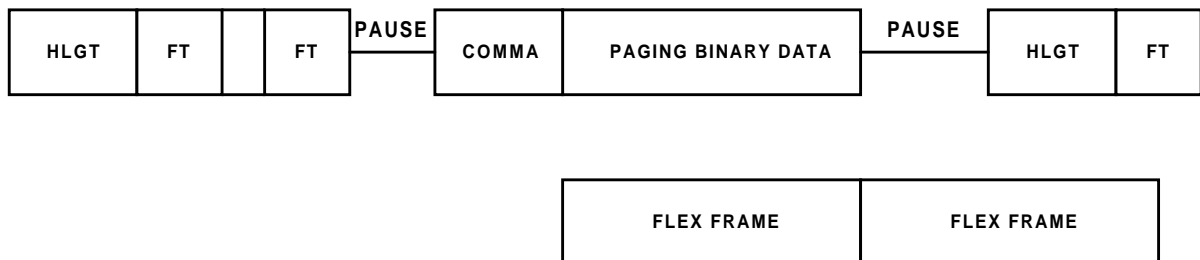 HLGT FT FT PAUSE COMMA PAGING BINARY DATA PAUSE HLGT FT
FLEX FRAME FLEX FRAME